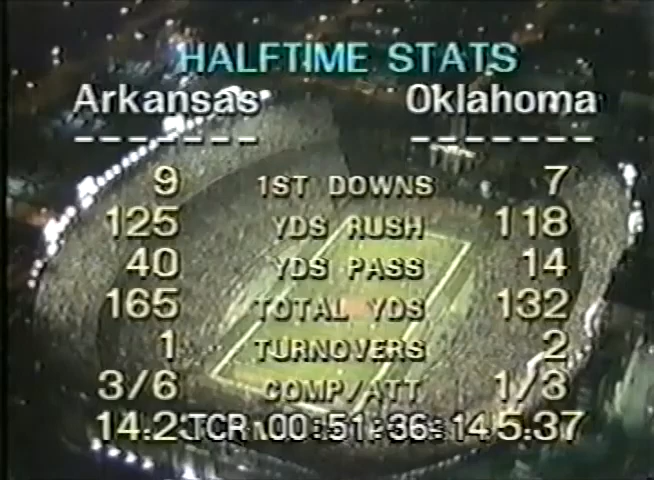 HALFTIME STATS
Arkansas Oklahoma
------- -------
9 1ST DOWNS 7
125 YDS RUSH 118
40 YDS PASS 14
165 TOTAL YDS 132
1 TURNOVERS 2
3/6 COMP/ATT 1/3
TCR 00:51:36:14 5:37